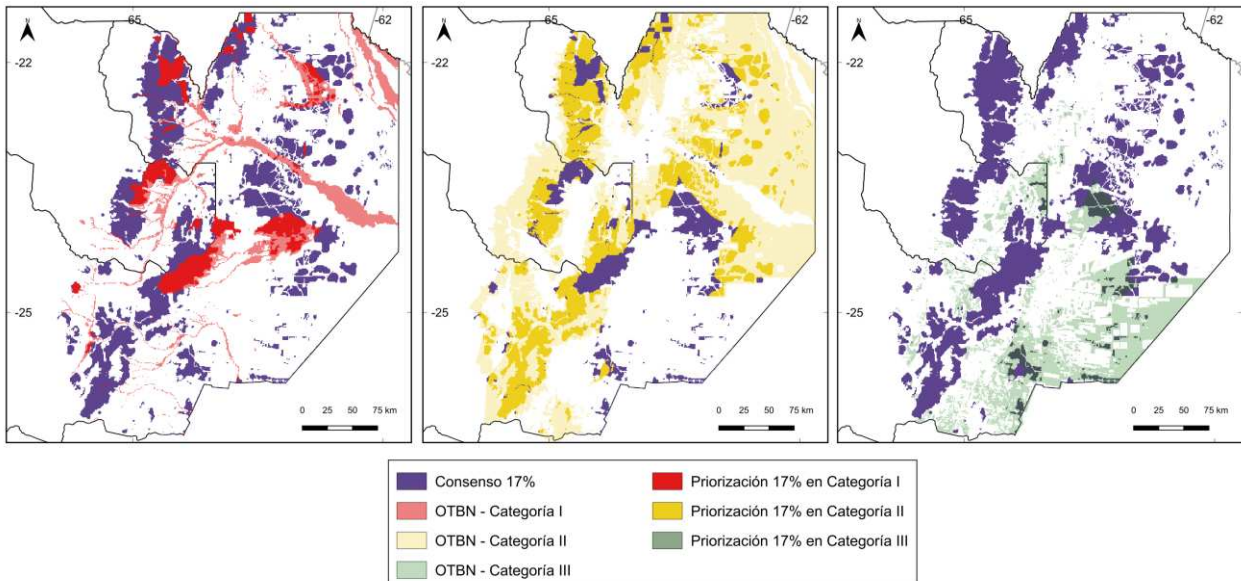 65
-62
-22
-25
0 25 50 75 km
65
-62
-22
-25
0 25 50 75 km
65
-62
-22
-25
0 25 50 75 km
Consenso 17%
Priorización 17% en Categoría I
OTBN - Categoría I
Priorización 17% en Categoría II
OTBN - Categoría II
Priorización 17% en Categoría III
OTBN - Categoría III